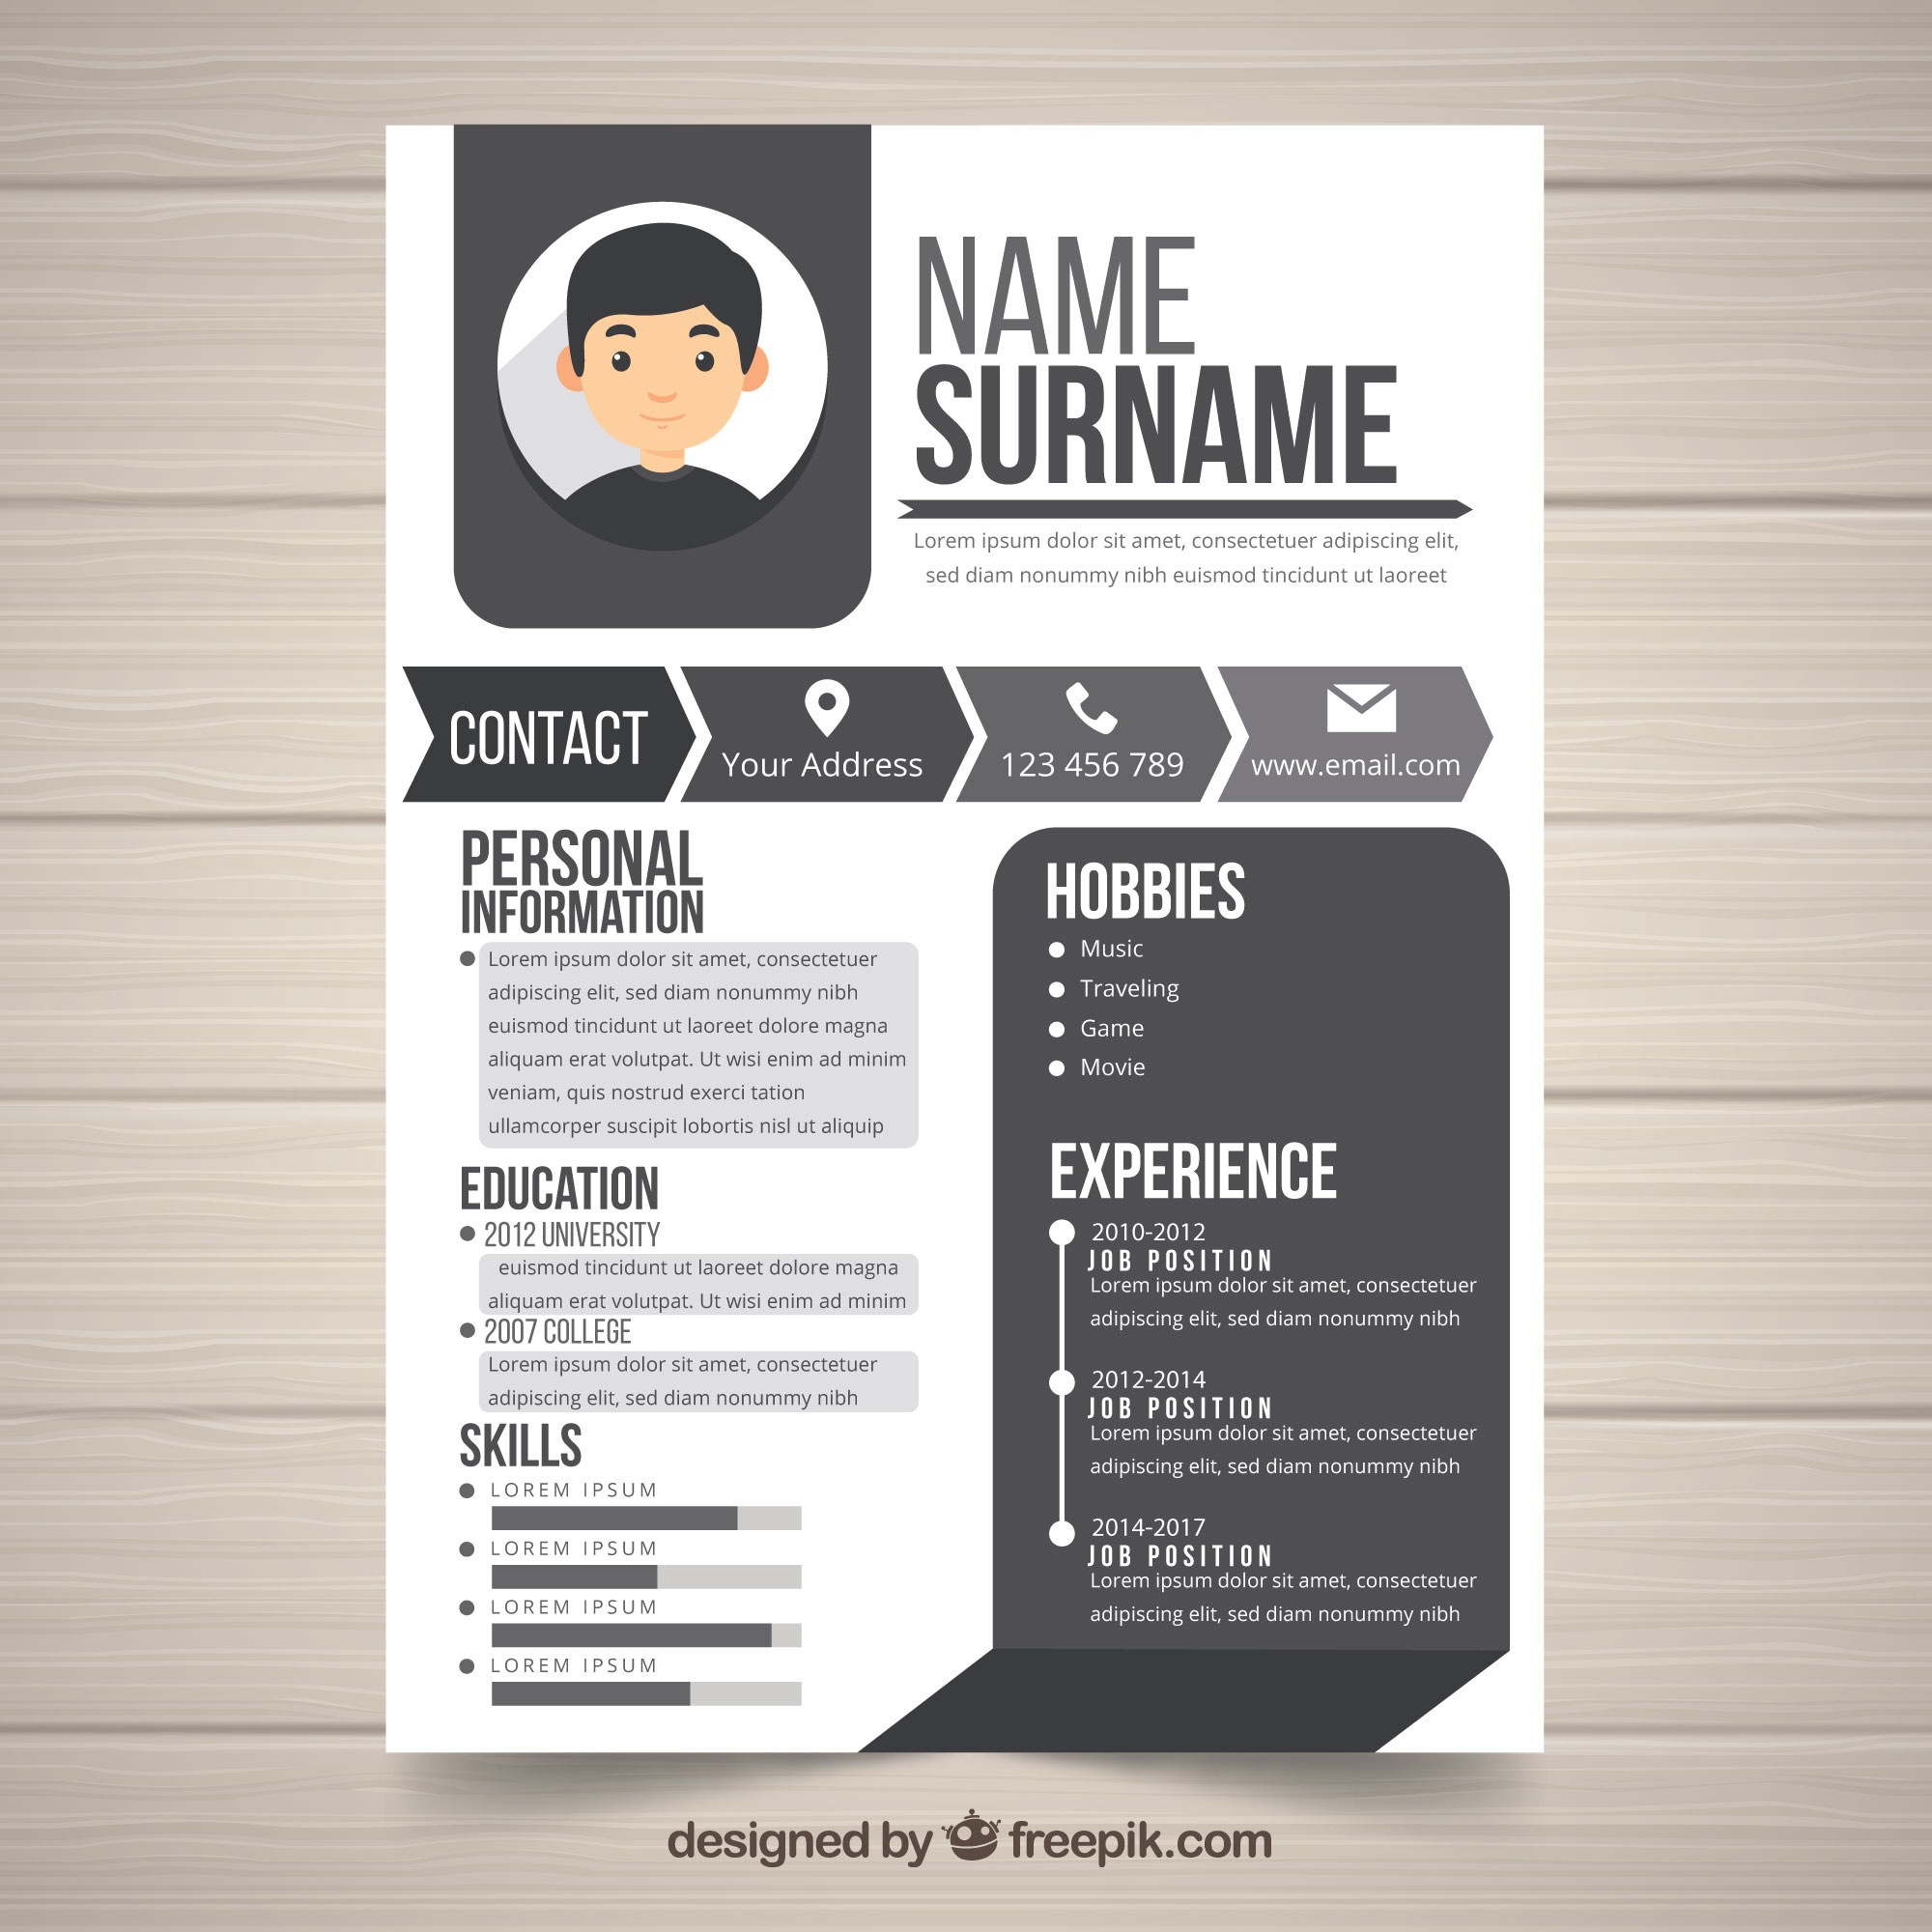 NAME
SURNAME
Lorem ipsum dolor sit amet, consectetuer adipiscing elit,
sed diam nonummy nibh euismod tincidunt ut laoreet
CONTACT
Your Address
123 456 789
www.email.com
PERSONAL
INFORMATION
Lorem ipsum dolor sit amet, consectetuer
adipiscing elit, sed diam nonummy nibh
euismod tincidunt ut laoreet dolore magna
aliquam erat volutpat. Ut wisi enim ad minim
veniam, quis nostrud exerci tation
ullamcorper suscipit lobortis nisl ut aliquip
EDUCATION
2012 UNIVERSITY
euismod tincidunt ut laoreet dolore magna
aliquam erat volutpat. Ut wisi enim ad minim
2007 COLLEGE
Lorem ipsum dolor sit amet, consectetuer
adipiscing elit, sed diam nonummy nibh
SKILLS
LOREM IPSUM
LOREM IPSUM
LOREM IPSUM
LOREM IPSUM
HOBBIES
Music
Traveling
Game
Movie
EXPERIENCE
2010-2012
JOB POSITION
Lorem ipsum dolor sit amet, consectetuer
adipiscing elit, sed diam nonummy nibh
2012-2014
JOB POSITION
Lorem ipsum dolor sit amet, consectetuer
adipiscing elit, sed diam nonummy nibh
2014-2017
JOB POSITION
Lorem ipsum dolor sit amet, consectetuer
adipiscing elit, sed diam nonummy nibh
designed by freepik.com